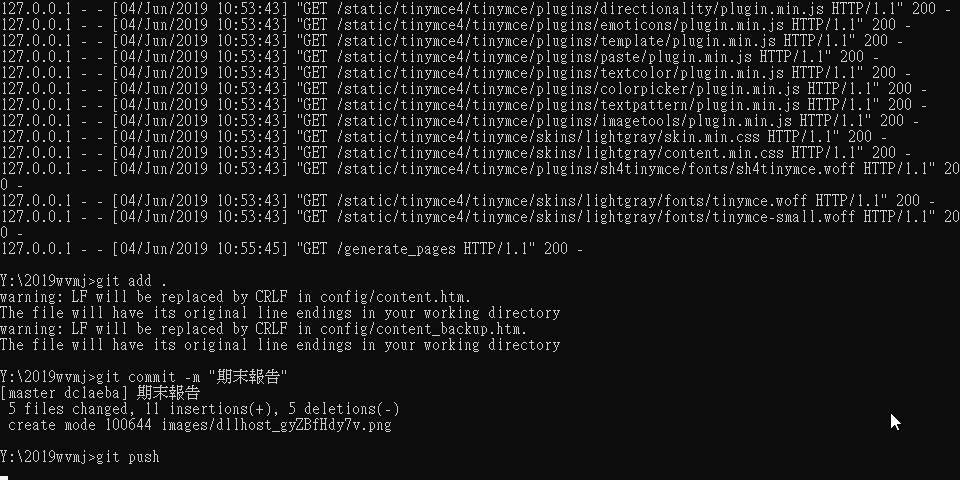 127.0.0.1 - - [04/Jun/2019 10:53:43] "GET /static/tinymce4/tinymce/plugins/directionality/plugin.min.js HTTP/1.1" 200 -
127.0.0.1 - - [04/Jun/2019 10:53:43] "GET /static/tinymce4/tinymce/plugins/emoticons/plugin.min.js HTTP/1.1" 200 -
127.0.0.1 - - [04/Jun/2019 10:53:43] "GET /static/tinymce4/tinymce/plugins/template/plugin.min.js HTTP/1.1" 200 -
127.0.0.1 - - [04/Jun/2019 10:53:43] "GET /static/tinymce4/tinymce/plugins/paste/plugin.min.js HTTP/1.1" 200 -
127.0.0.1 - - [04/Jun/2019 10:53:43] "GET /static/tinymce4/tinymce/plugins/textcolor/plugin.min.js HTTP/1.1" 200 -
127.0.0.1 - - [04/Jun/2019 10:53:43] "GET /static/tinymce4/tinymce/plugins/colorpicker/plugin.min.js HTTP/1.1" 200 -
127.0.0.1 - - [04/Jun/2019 10:53:43] "GET /static/tinymce4/tinymce/plugins/textpattern/plugin.min.js HTTP/1.1" 200 -
127.0.0.1 - - [04/Jun/2019 10:53:43] "GET /static/tinymce4/tinymce/plugins/imagetools/plugin.min.js HTTP/1.1" 200 -
127.0.0.1 - - [04/Jun/2019 10:53:43] "GET /static/tinymce4/tinymce/skins/lightgray/skin.min.css HTTP/1.1" 200 -
127.0.0.1 - - [04/Jun/2019 10:53:43] "GET /static/tinymce4/tinymce/skins/lightgray/content.min.css HTTP/1.1" 200 -
127.0.0.1 - - [04/Jun/2019 10:53:43] "GET /static/tinymce4/tinymce/plugins/sh4tinymce/fonts/sh4tinymce.woff HTTP/1.1" 20
0 -
127.0.0.1 - - [04/Jun/2019 10:53:43] "GET /static/tinymce4/tinymce/skins/lightgray/fonts/tinymce.woff HTTP/1.1" 200 -
127.0.0.1 - - [04/Jun/2019 10:53:43] "GET /static/tinymce4/tinymce/skins/lightgray/fonts/tinymce-small.woff HTTP/1.1" 20
0 -
127.0.0.1 - - [04/Jun/2019 10:55:45] "GET /generate_pages HTTP/1.1" 200 -
Y:\2019wvmj>git add .
warning: LF will be replaced by CRLF in config/content.htm.
The file will have its original line endings in your working directory
warning: LF will be replaced by CRLF in config/content_backup.htm.
The file will have its original line endings in your working directory
Y:\2019wvmj>git commit -m "期末報告"
[master dc1aeba] 期末報告
5 files changed, 11 insertions(+), 5 deletions(-)
create mode 100644 images/dllhost_gyZBfHdy7v.png
Y:\2019wvmj>git push